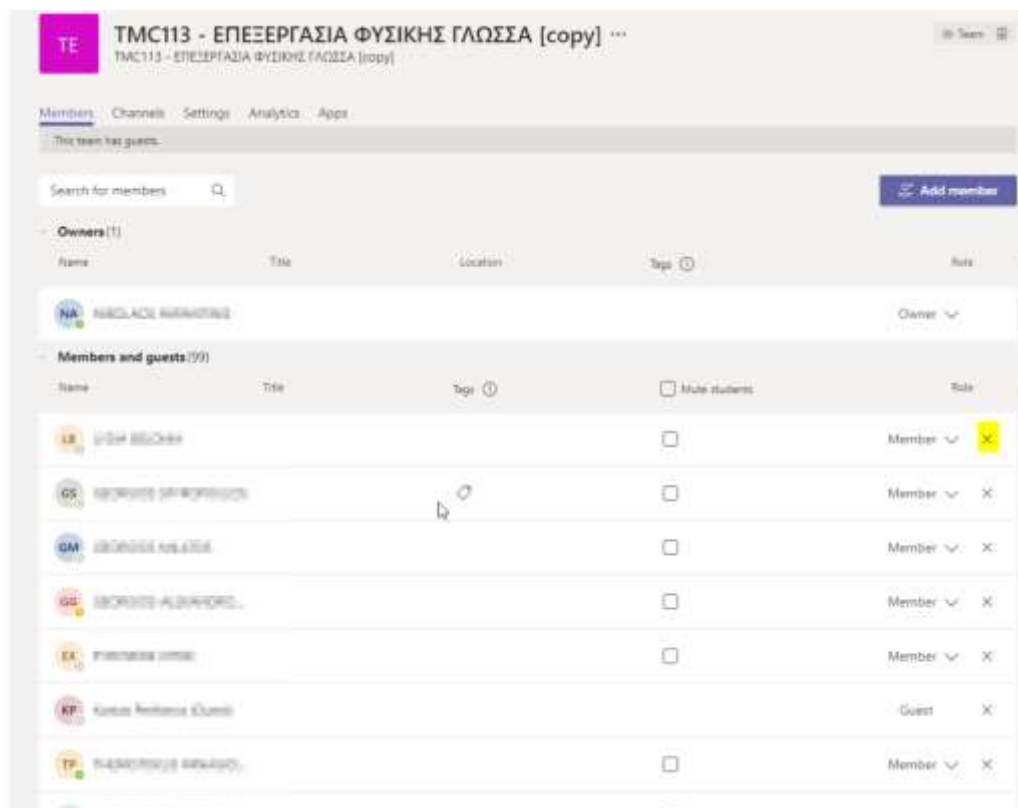 TE
TMC113 - ΕΠΕΞΕΡΓΑΣΙΑ ΦΥΣΙΚΗΣ ΓΛΩΣΣΑ [copy] ···
TMC113 - ΕΠΕΞΕΡΓΑΣΙΑ ΦΥΣΙΚΗΣ ΓΛΩΣΣΑ [copy]
Team
Members Channels Settings Analytics Apps
This team has guests.
Search for members
Add member
Owners(1)
Name Title Location Tags Role
NA Owner
Members and guests(99)
Name Title Tags Mute students Role
LB Member
GS Member
GM Member
GG Member
EX Member
KP Guest
TP Member